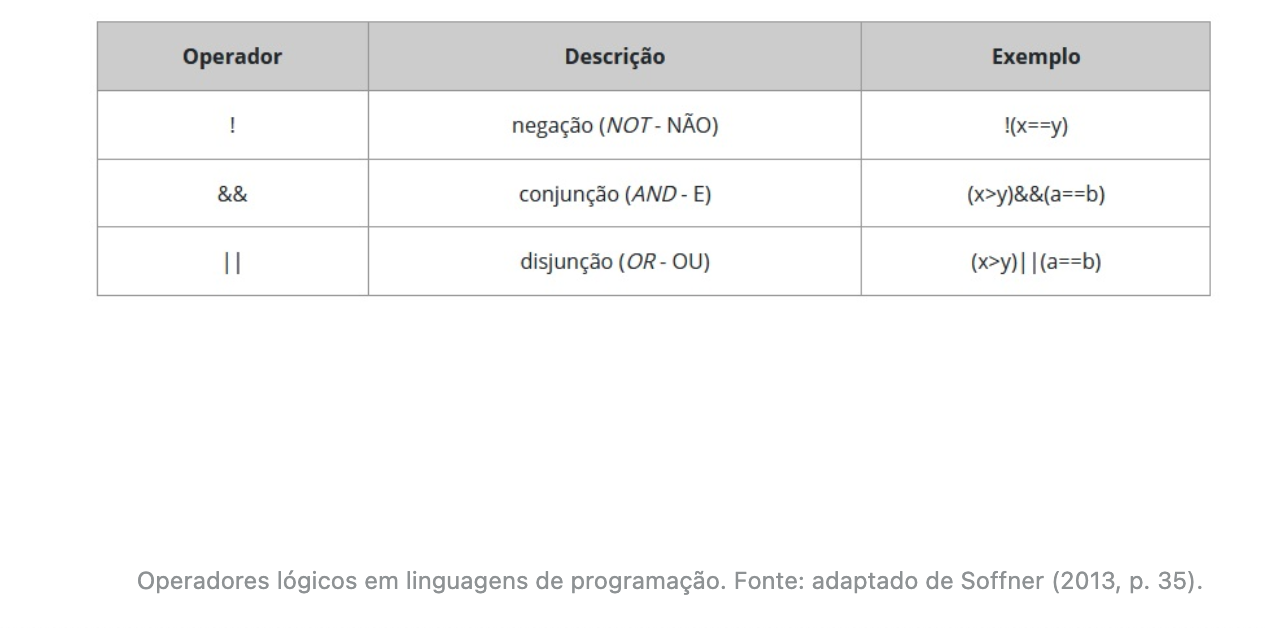 Operador Descrição Exemplo
! negação (NOT - NÃO) !(x==y)
&& conjunção (AND - E) (x>y)&&(a==b)
|| disjunção (OR - OU) (x>y)||(a==b)
Operadores lógicos em linguagens de programação. Fonte: adaptado de Soffner (2013, p. 35).